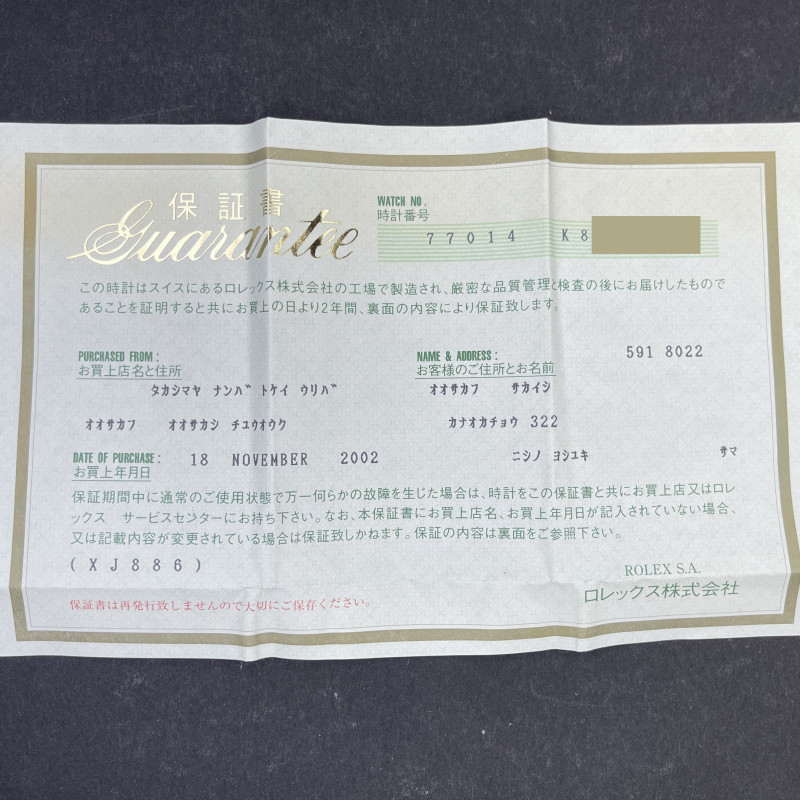 保証書
Guarantee
WATCH NO.
時計番号
77014 K8
この時計はスイスにあるロレックス株式会社の工場で製造され、厳密な品質管理と検査の後にお届けしたもので
あることを証明すると共にお買上の日より2年間、裏面の内容により保証致します。
PURCHASED FROM:
お買上店名と住所
タカシマヤ ナンバ トケイ ウリバ
オオサカフ オオサカシ チユウオウク
NAME & ADDRESS:
お客様のご住所とお名前
591 8022
オオサカフ サカイシ
カナオカチョウ 322
ニシノ ヨシユキ サマ
DATE OF PURCHASE: 18 NOVEMBER 2002
お買上年月日
保証期間中に通常のご使用状態で万一何らかの故障を生じた場合は、時計をこの保証書と共にお買上店又はロレ
ックス サービスセンターにお持ち下さい。なお、本保証書にお買上店名、お買上年月日が記入されていない場合、
又は記載内容が変更されている場合は保証致しかねます。保証の内容は裏面をご参照下さい。
(XJ886)
ROLEX S.A.
ロレックス株式会社
保証書は再発行致しませんので大切にご保存ください。